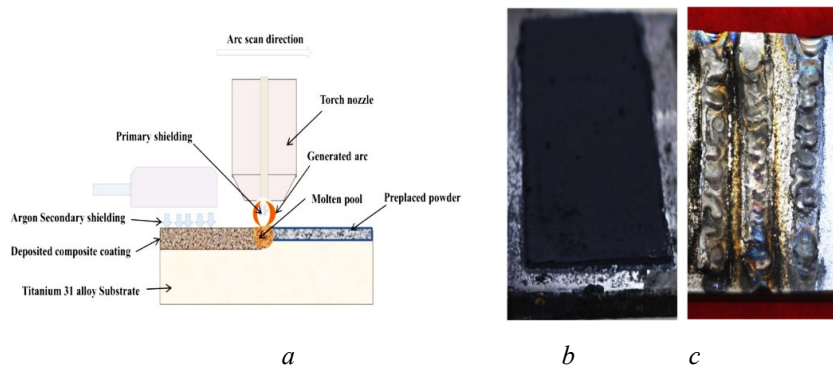 Arc scan direction
Torch nozzle
Primary shielding
Generated arc
Molten pool
Preplaced powder
Argon Secondary shielding
Deposited composite coating
Titanium 31 alloy Substrate
a b c